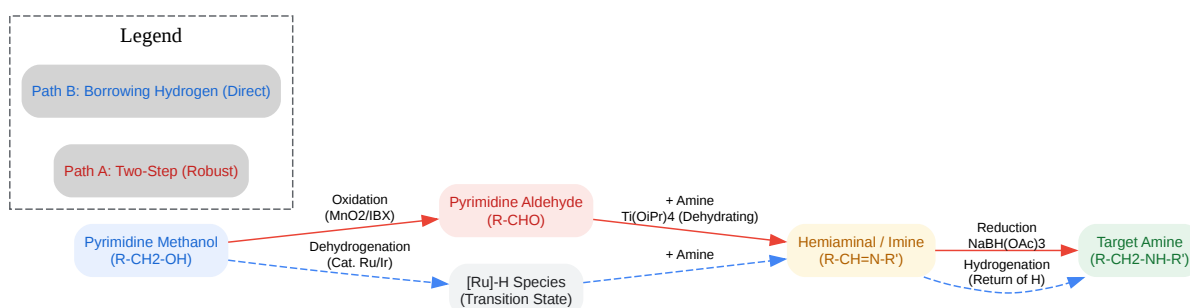 Legend
Path B: Borrowing Hydrogen (Direct)
Path A: Two-Step (Robust)
Pyrimidine Methanol
(R-CH2-OH)
Oxidation
(MnO2/IBX)
Dehydrogenation
(Cat. Ru/Ir)
Pyrimidine Aldehyde
(R-CHO)
[Ru]-H Species
(Transition State)
+ Amine
Ti(OiPr)4 (Dehydrating)
+ Amine
Hemiaminal / Imine
(R-CH=N-R')
Reduction
NaBH(OAc)3
Hydrogenation
(Return of H)
Target Amine
(R-CH2-NH-R')